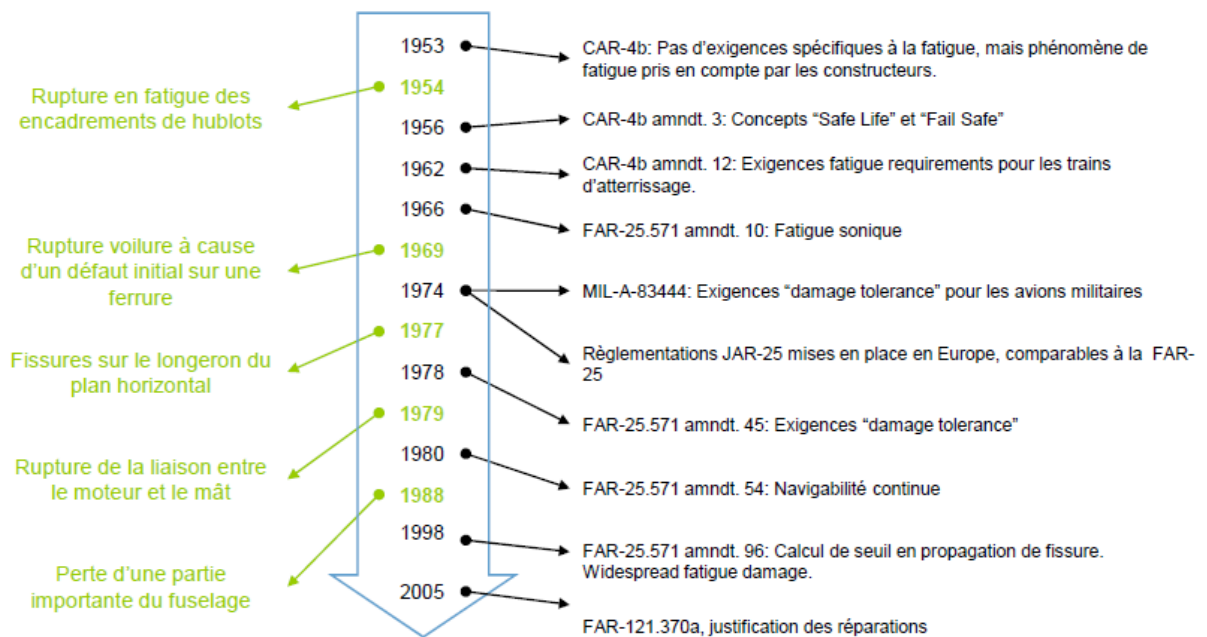 1953
CAR-4b: Pas d'exigences spécifiques à la fatigue, mais phénomène de
fatigue pris en compte par les constructeurs.
1954
Rupture en fatigue des
encadrements de hublots
1956
CAR-4b amndt. 3: Concepts “Safe Life” et “Fail Safe”
1962
CAR-4b amndt. 12: Exigences fatigue requirements pour les trains
d'atterrissage.
1966
FAR-25.571 amndt. 10: Fatigue sonique
1969
Rupture voilure à cause
d'un défaut initial sur une
ferrure
1974
MIL-A-83444: Exigences “damage tolerance” pour les avions militaires
Règlementations JAR-25 mises en place en Europe, comparables à la FAR-
25
1977
Fissures sur le longeron du
plan horizontal
1978
FAR-25.571 amndt. 45: Exigences “damage tolerance”
1979
Rupture de la liaison entre
le moteur et le mât
1980
FAR-25.571 amndt. 54: Navigabilité continue
1988
Perte d'une partie
importante du fuselage
1998
FAR-25.571 amndt. 96: Calcul de seuil en propagation de fissure.
Widespread fatigue damage.
2005
FAR-121.370a, justification des réparations